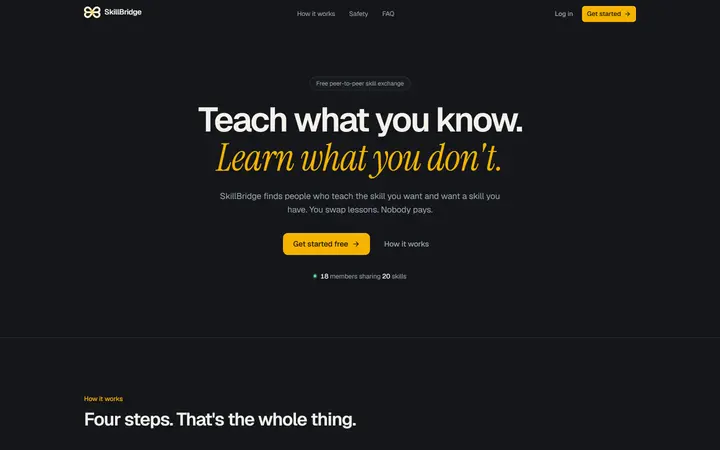 SkillBridge
How it works
Safety
FAQ
Log in
Get started →
Free peer-to-peer skill exchange
Teach what you know.
Learn what you don't.
SkillBridge finds people who teach the skill you want and want a skill you
have. You swap lessons. Nobody pays.
Get started free →
How it works
18 members sharing 20 skills
How it works
Four steps. That's the whole thing.